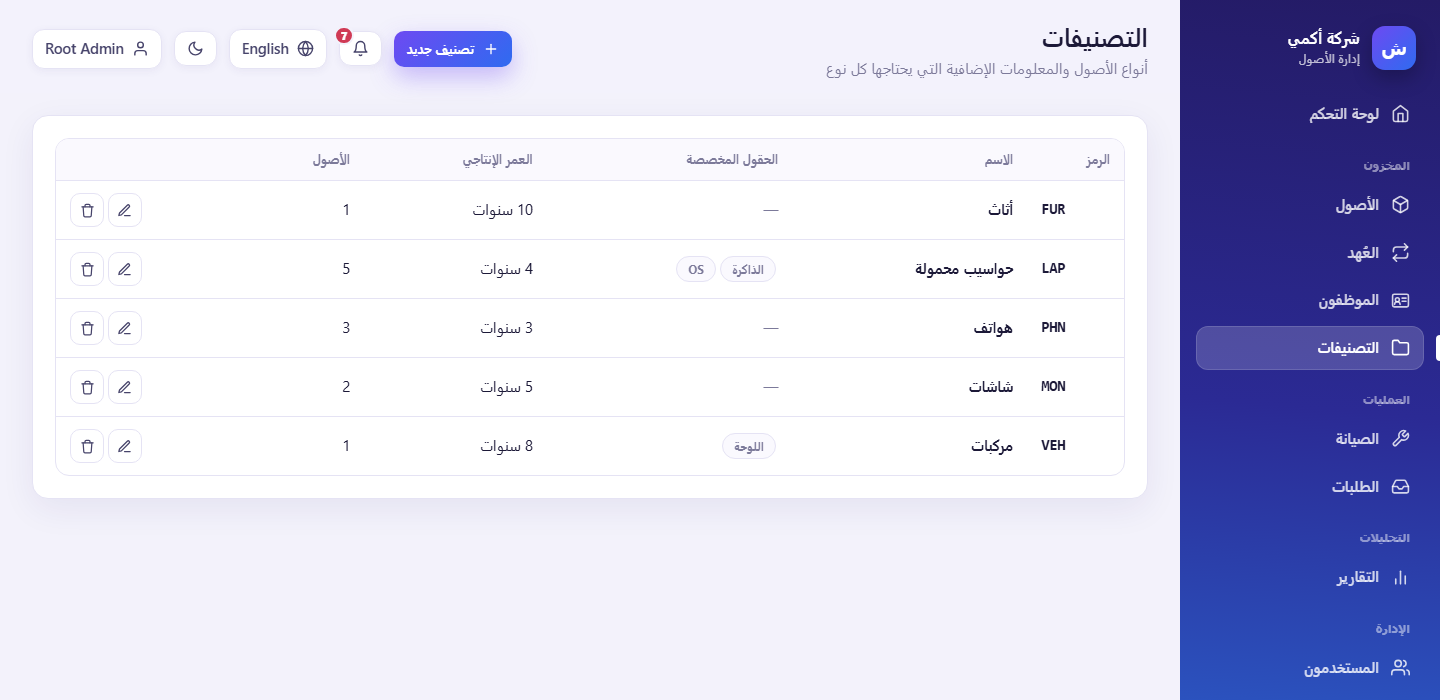 ش
شركة أكمي
إدارة الأصول
لوحة التحكم
المخزون
الأصول
العُهد
الموظفون
التصنيفات
العمليات
الصيانة
الطلبات
التحليلات
التقارير
الإدارة
المستخدمون
التصنيفات
أنواع الأصول والمعلومات الإضافية التي يحتاجها كل نوع
تصنيف جديد
7
English
Root Admin
الرمز الاسم الحقول المخصصة العمر الإنتاجي الأصول
FUR أثاث — 10 سنوات 1
LAP حواسيب محمولة الذاكرة OS 4 سنوات 5
PHN هواتف — 3 سنوات 3
MON شاشات — 5 سنوات 2
VEH مركبات اللوحة 8 سنوات 1